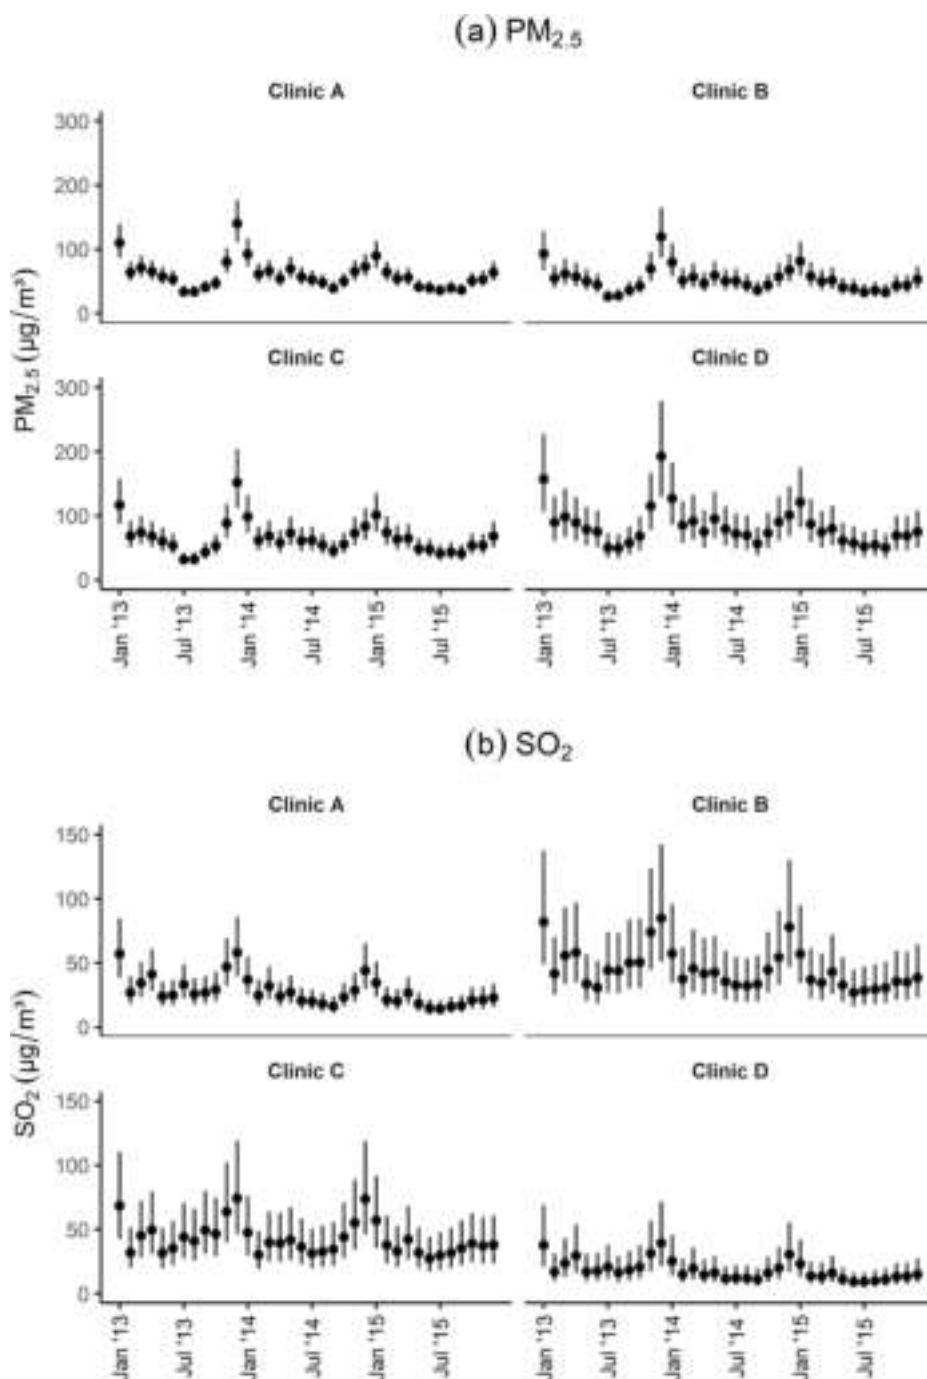 (a) PM₂.₅
Clinic A Clinic B
300
200
100
0
Clinic C Clinic D
300
200
100
0
PM₂.₅ (µg/m³)
Jan '13 Jul '13 Jan '14 Jul '14 Jan '15 Jul '15 Jan '13 Jul '13 Jan '14 Jul '14 Jan '15 Jul '15
(b) SO₂
Clinic A Clinic B
150
100
50
0
Clinic C Clinic D
150
100
50
0
SO₂ (µg/m³)
Jan '13 Jul '13 Jan '14 Jul '14 Jan '15 Jul '15 Jan '13 Jul '13 Jan '14 Jul '14 Jan '15 Jul '15